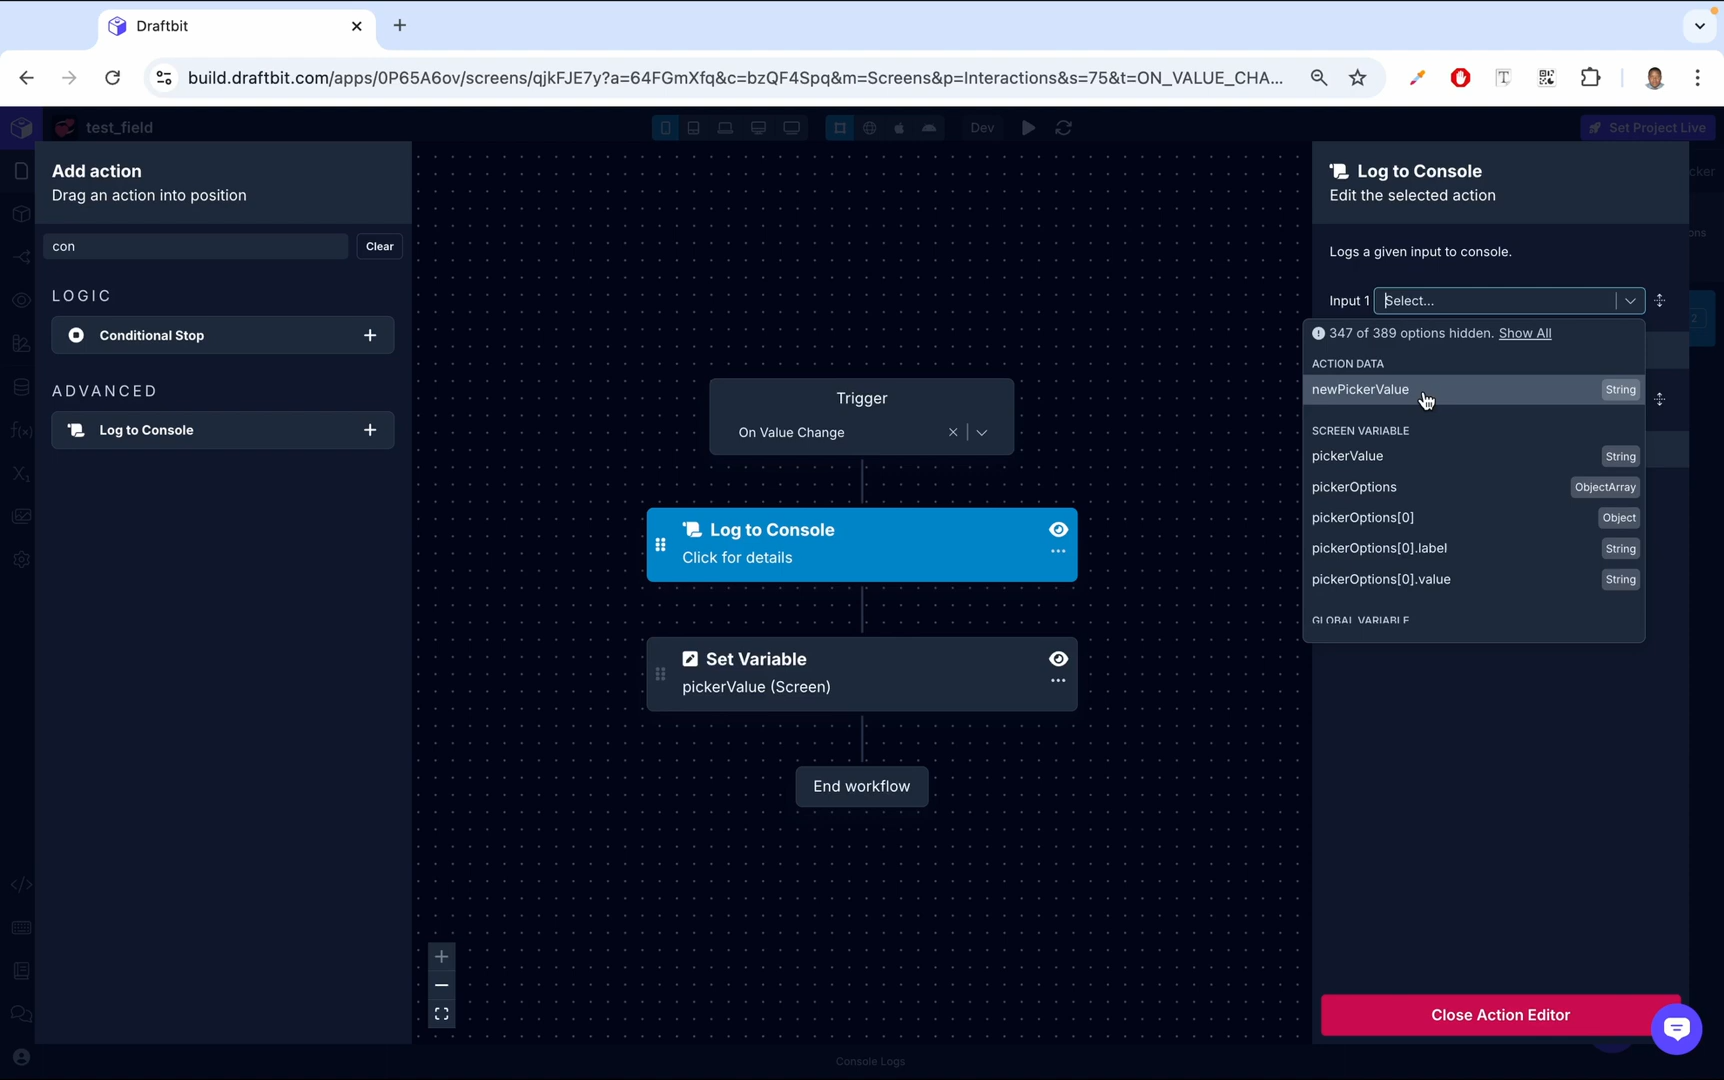 Draftbit
build.draftbit.com/apps/0P65A6ov/screens/qjkFJE7y?a=64FGmXfq&c=bzQF4Spq&m=Screens&p=Interactions&s=75&t=ON_VALUE_CHA...
test_field
Dev
Set Project Live
Add action
Drag an action into position
con
Clear
LOGIC
Conditional Stop
ADVANCED
Log to Console
Trigger
On Value Change
Log to Console
Click for details
Set Variable
pickerValue (Screen)
End workflow
Console Logs
Log to Console
Edit the selected action
Logs a given input to console.
Input 1 Select...
347 of 389 options hidden. Show All
ACTION DATA
newPickerValue String
SCREEN VARIABLE
pickerValue String
pickerOptions ObjectArray
pickerOptions[0] Object
pickerOptions[0].label String
pickerOptions[0].value String
GLOBAL VARIABLE
Close Action Editor